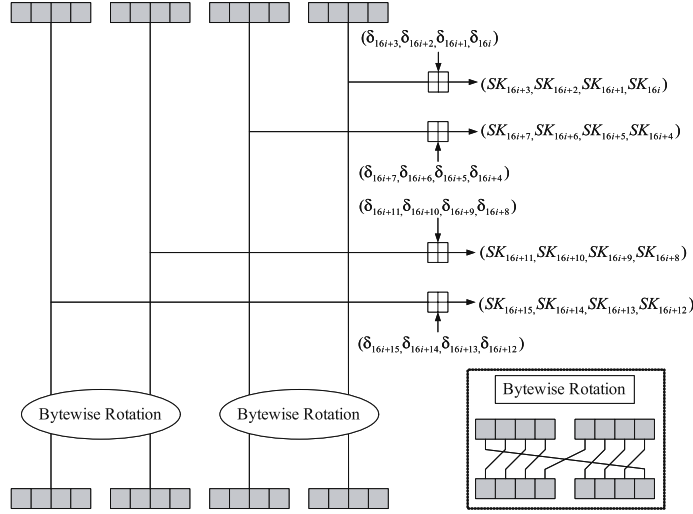 (δ₁₆ᵢ₊₃,δ₁₆ᵢ₊₂,δ₁₆ᵢ₊₁,δ₁₆ᵢ)
(SK₁₆ᵢ₊₃,SK₁₆ᵢ₊₂,SK₁₆ᵢ₊₁,SK₁₆ᵢ)
(SK₁₆ᵢ₊₇,SK₁₆ᵢ₊₆,SK₁₆ᵢ₊₅,SK₁₆ᵢ₊₄)
(δ₁₆ᵢ₊₇,δ₁₆ᵢ₊₆,δ₁₆ᵢ₊₅,δ₁₆ᵢ₊₄)
(δ₁₆ᵢ₊₁₁,δ₁₆ᵢ₊₁₀,δ₁₆ᵢ₊₉,δ₁₆ᵢ₊₈)
(SK₁₆ᵢ₊₁₁,SK₁₆ᵢ₊₁₀,SK₁₆ᵢ₊₉,SK₁₆ᵢ₊₈)
(SK₁₆ᵢ₊₁₅,SK₁₆ᵢ₊₁₄,SK₁₆ᵢ₊₁₃,SK₁₆ᵢ₊₁₂)
(δ₁₆ᵢ₊₁₅,δ₁₆ᵢ₊₁₄,δ₁₆ᵢ₊₁₃,δ₁₆ᵢ₊₁₂)
Bytewise Rotation
Bytewise Rotation
Bytewise Rotation